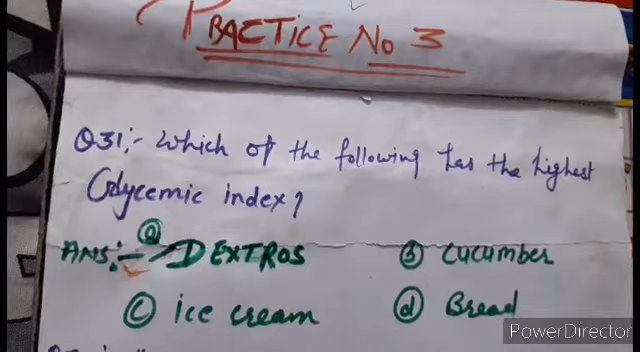 PRACTICE No 3
Q31:- Which of the following has the highest
Glycemic index?
ANS:- ⓐ DEXTROS ⓑ CUCUMBER
ⓒ ice cream ⓓ Bread
PowerDirector